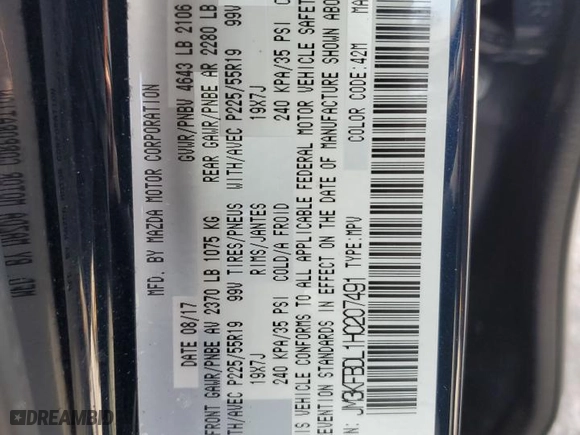 MFD BY MAZDA MOTOR CORPORATION
DATE 08/17 GVWR/PNBV 4643 LB 2106
FRONT GAWR/PNBE AV 2370 LB 1075 KG REAR GAWR/PNBE AR 2280 LB
WITH/AVEC P225/55R19 99V TIRES/PNEUS WITH/AVEC P225/55R19 99V
19X7J RIMS/JANTES 19X7J
240 KPA/35 PSI COLD/A FROID 240 KPA/35 PSI
IS VEHICLE CONFORMS TO ALL APPLICABLE FEDERAL MOTOR VEHICLE SAFET
EVENTION STANDARDS IN EFFECT ON THE DATE OF MANUFACTURE SHOWN ABO
N: JM3KFBDL1H0207491 TYPE:MPV COLOR CODE:42M MA
DREAMBID